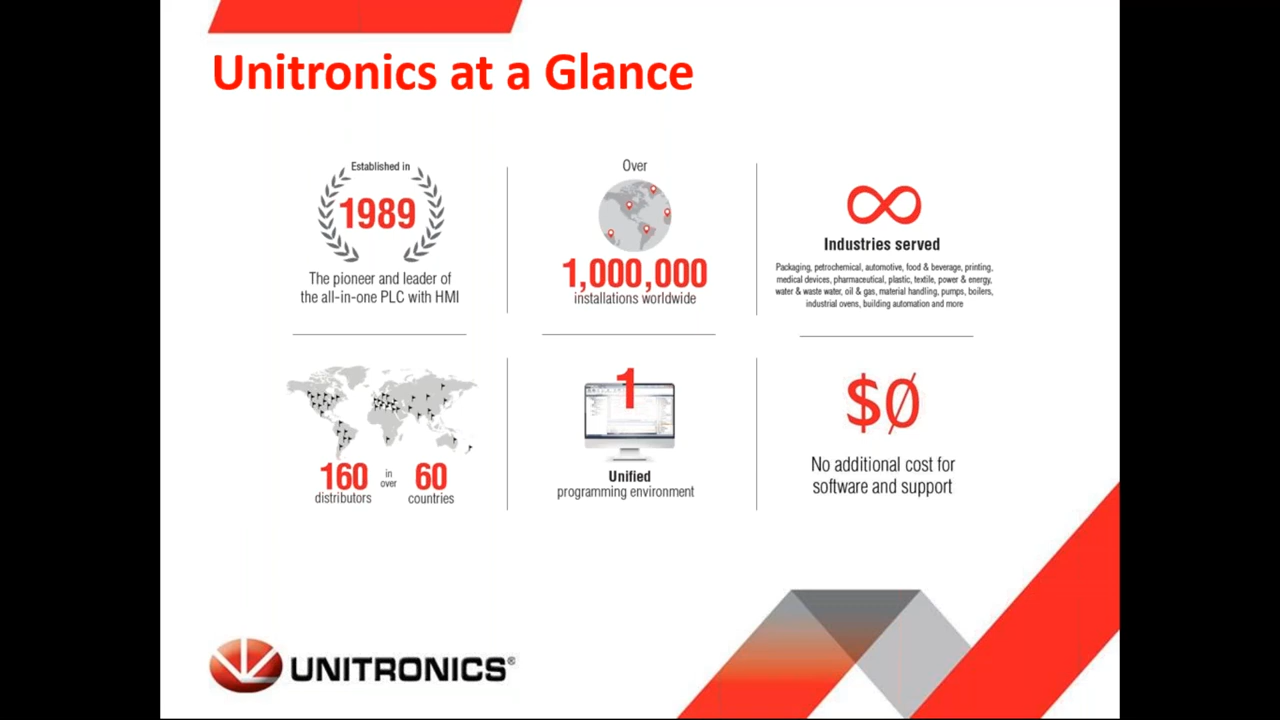 Unitronics at a Glance
Established in
1989
The pioneer and leader of
the all-in-one PLC with HMI
Over
1,000,000
installations worldwide
∞
Industries served
Packaging, petrochemical, automotive, food & beverage, printing,
medical devices, pharmaceutical, plastic, textile, power & energy,
water & waste water, oil & gas, material handling, pumps, boilers,
industrial ovens, building automation and more
160 in over 60
distributors countries
1
Unified
programming environment
$0
No additional cost for
software and support
UNITRONICS®